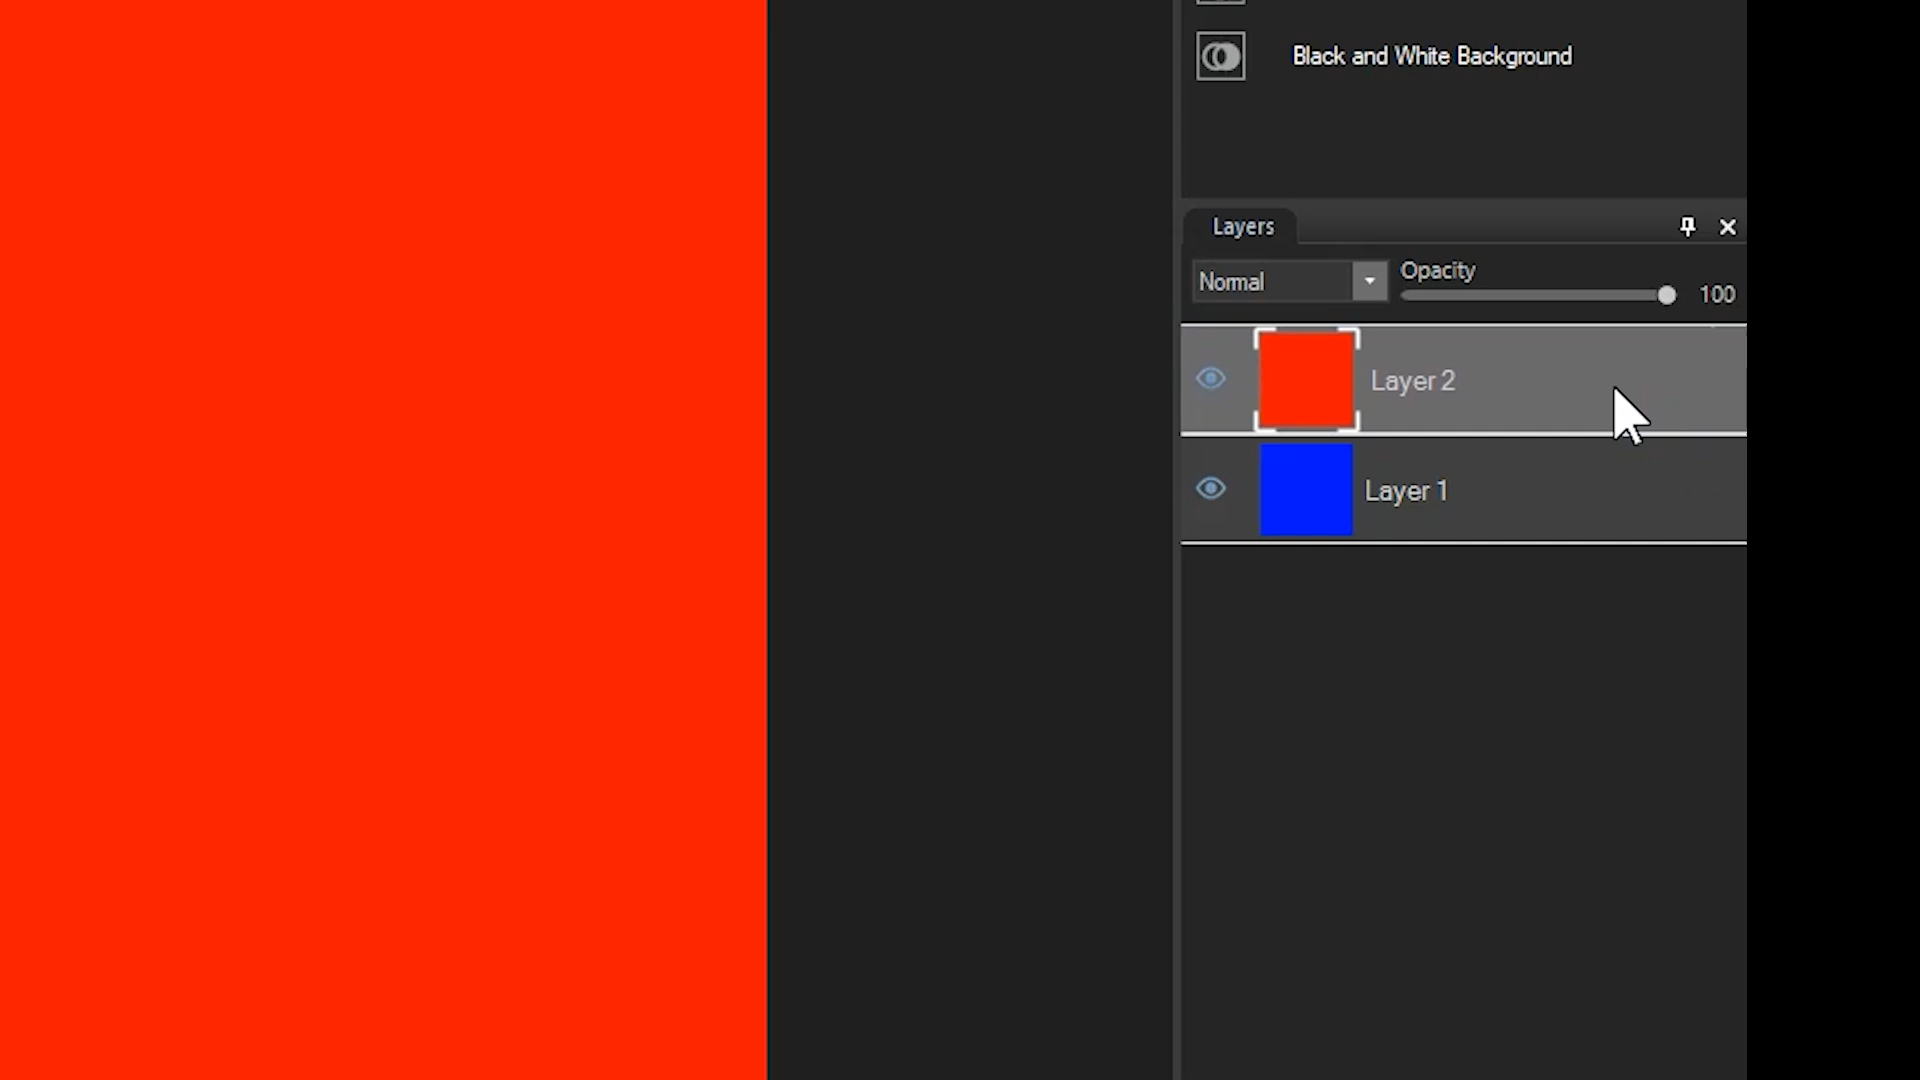 Black and White Background
Layers
Normal
Opacity
100
Layer 2
Layer 1